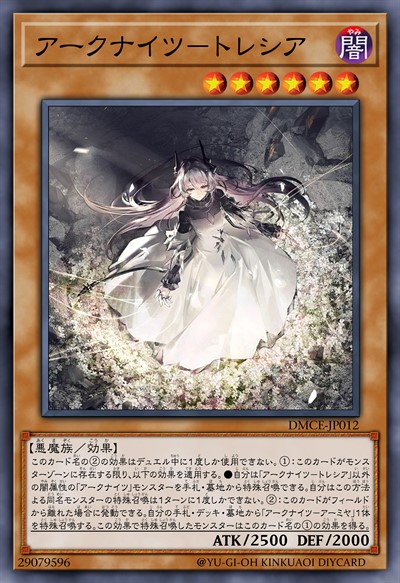 アークナイツートレシア
やみ
闇
DMCE-JP012
【悪魔族／効果】
このカード名の②の効果はデュエル中に1度しか使用できない。①：このカードがモンス
ターゾーンに存在する限り、以下の効果を適用する。●自分は「アークナイツートレシア」以外
の闇属性の「アークナイツ」モンスターを手札・墓地から特殊召喚できる。自分はこの方法
よる同名モンスターの特殊召喚は1ターンに1度しかできない。②：このカードがフィールド
から離れた場合に発動できる。自分の手札・デッキ・墓地から「アークナイツーアーミヤ」1体
を特殊召喚する。この効果で特殊召喚したモンスターはこのカード名の①の効果を得る。
ATK/2500 DEF/2000
29079596
@YU-GI-OH KINKUAOI DIYCARD